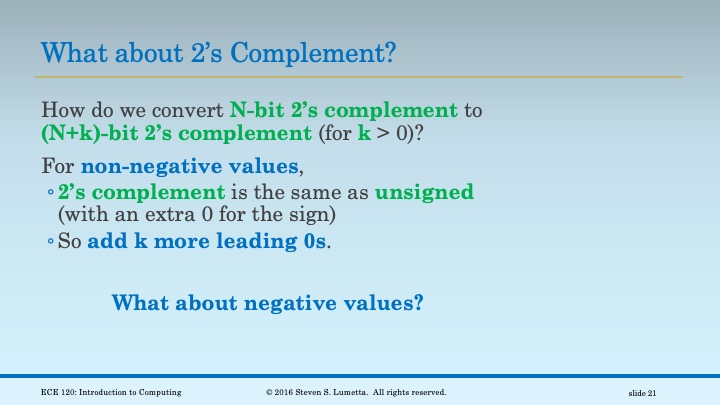 What about 2's Complement?
How do we convert N-bit 2's complement to
(N+k)-bit 2's complement (for k > 0)?
For non-negative values,
◦2's complement is the same as unsigned
(with an extra 0 for the sign)
◦So add k more leading 0s.
What about negative values?
ECE 120: Introduction to Computing
© 2016 Steven S. Lumetta. All rights reserved.
slide 21